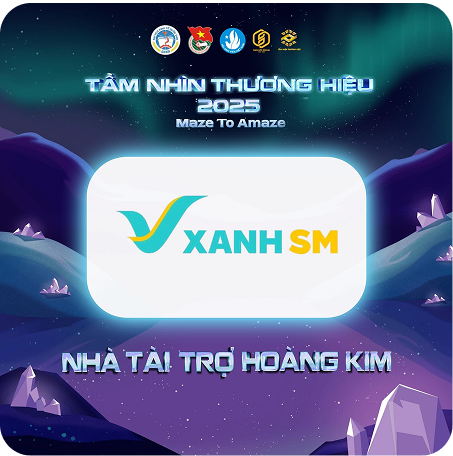 TẦM NHÌN THƯƠNG HIỆU
2025
Maze To Amaze
XANH SM
NHÀ TÀI TRỢ HOÀNG KIM